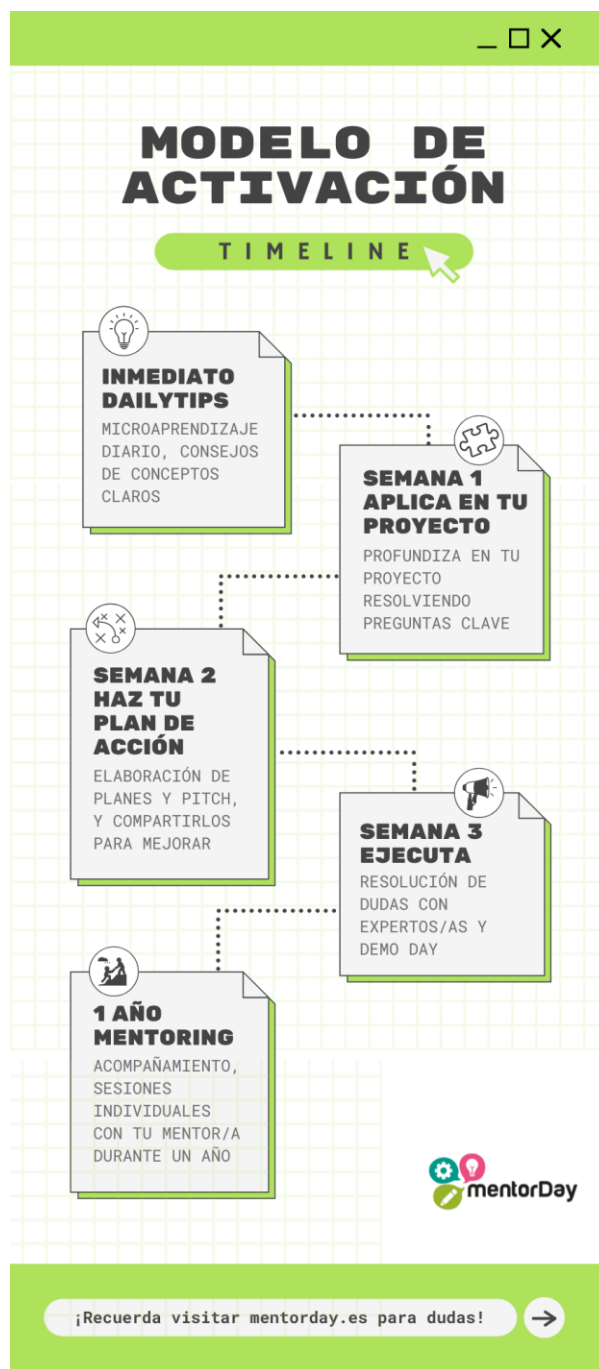 MODELO DE
ACTIVACIÓN
TIMELINE
INMEDIATO
DAILYTIPS
MICROAPRENDIZAJE
DIARIO, CONSEJOS
DE CONCEPTOS
CLAROS
SEMANA 1
APLICA EN TU
PROYECTO
PROFUNDIZA EN TU
PROYECTO
RESOLVIENDO
PREGUNTAS CLAVE
SEMANA 2
HAZ TU
PLAN DE
ACCIÓN
ELABORACIÓN DE
PLANES Y PITCH,
Y COMPARTIRLOS
PARA MEJORAR
SEMANA 3
EJECUTA
RESOLUCIÓN DE
DUDAS CON
EXPERTOS/AS Y
DEMO DAY
1 AÑO
MENTORING
ACOMPAÑAMIENTO,
SESIONES
INDIVIDUALES
CON TU MENTOR/A
DURANTE UN AÑO
mentorDay
¡Recuerda visitar mentorday.es para dudas!